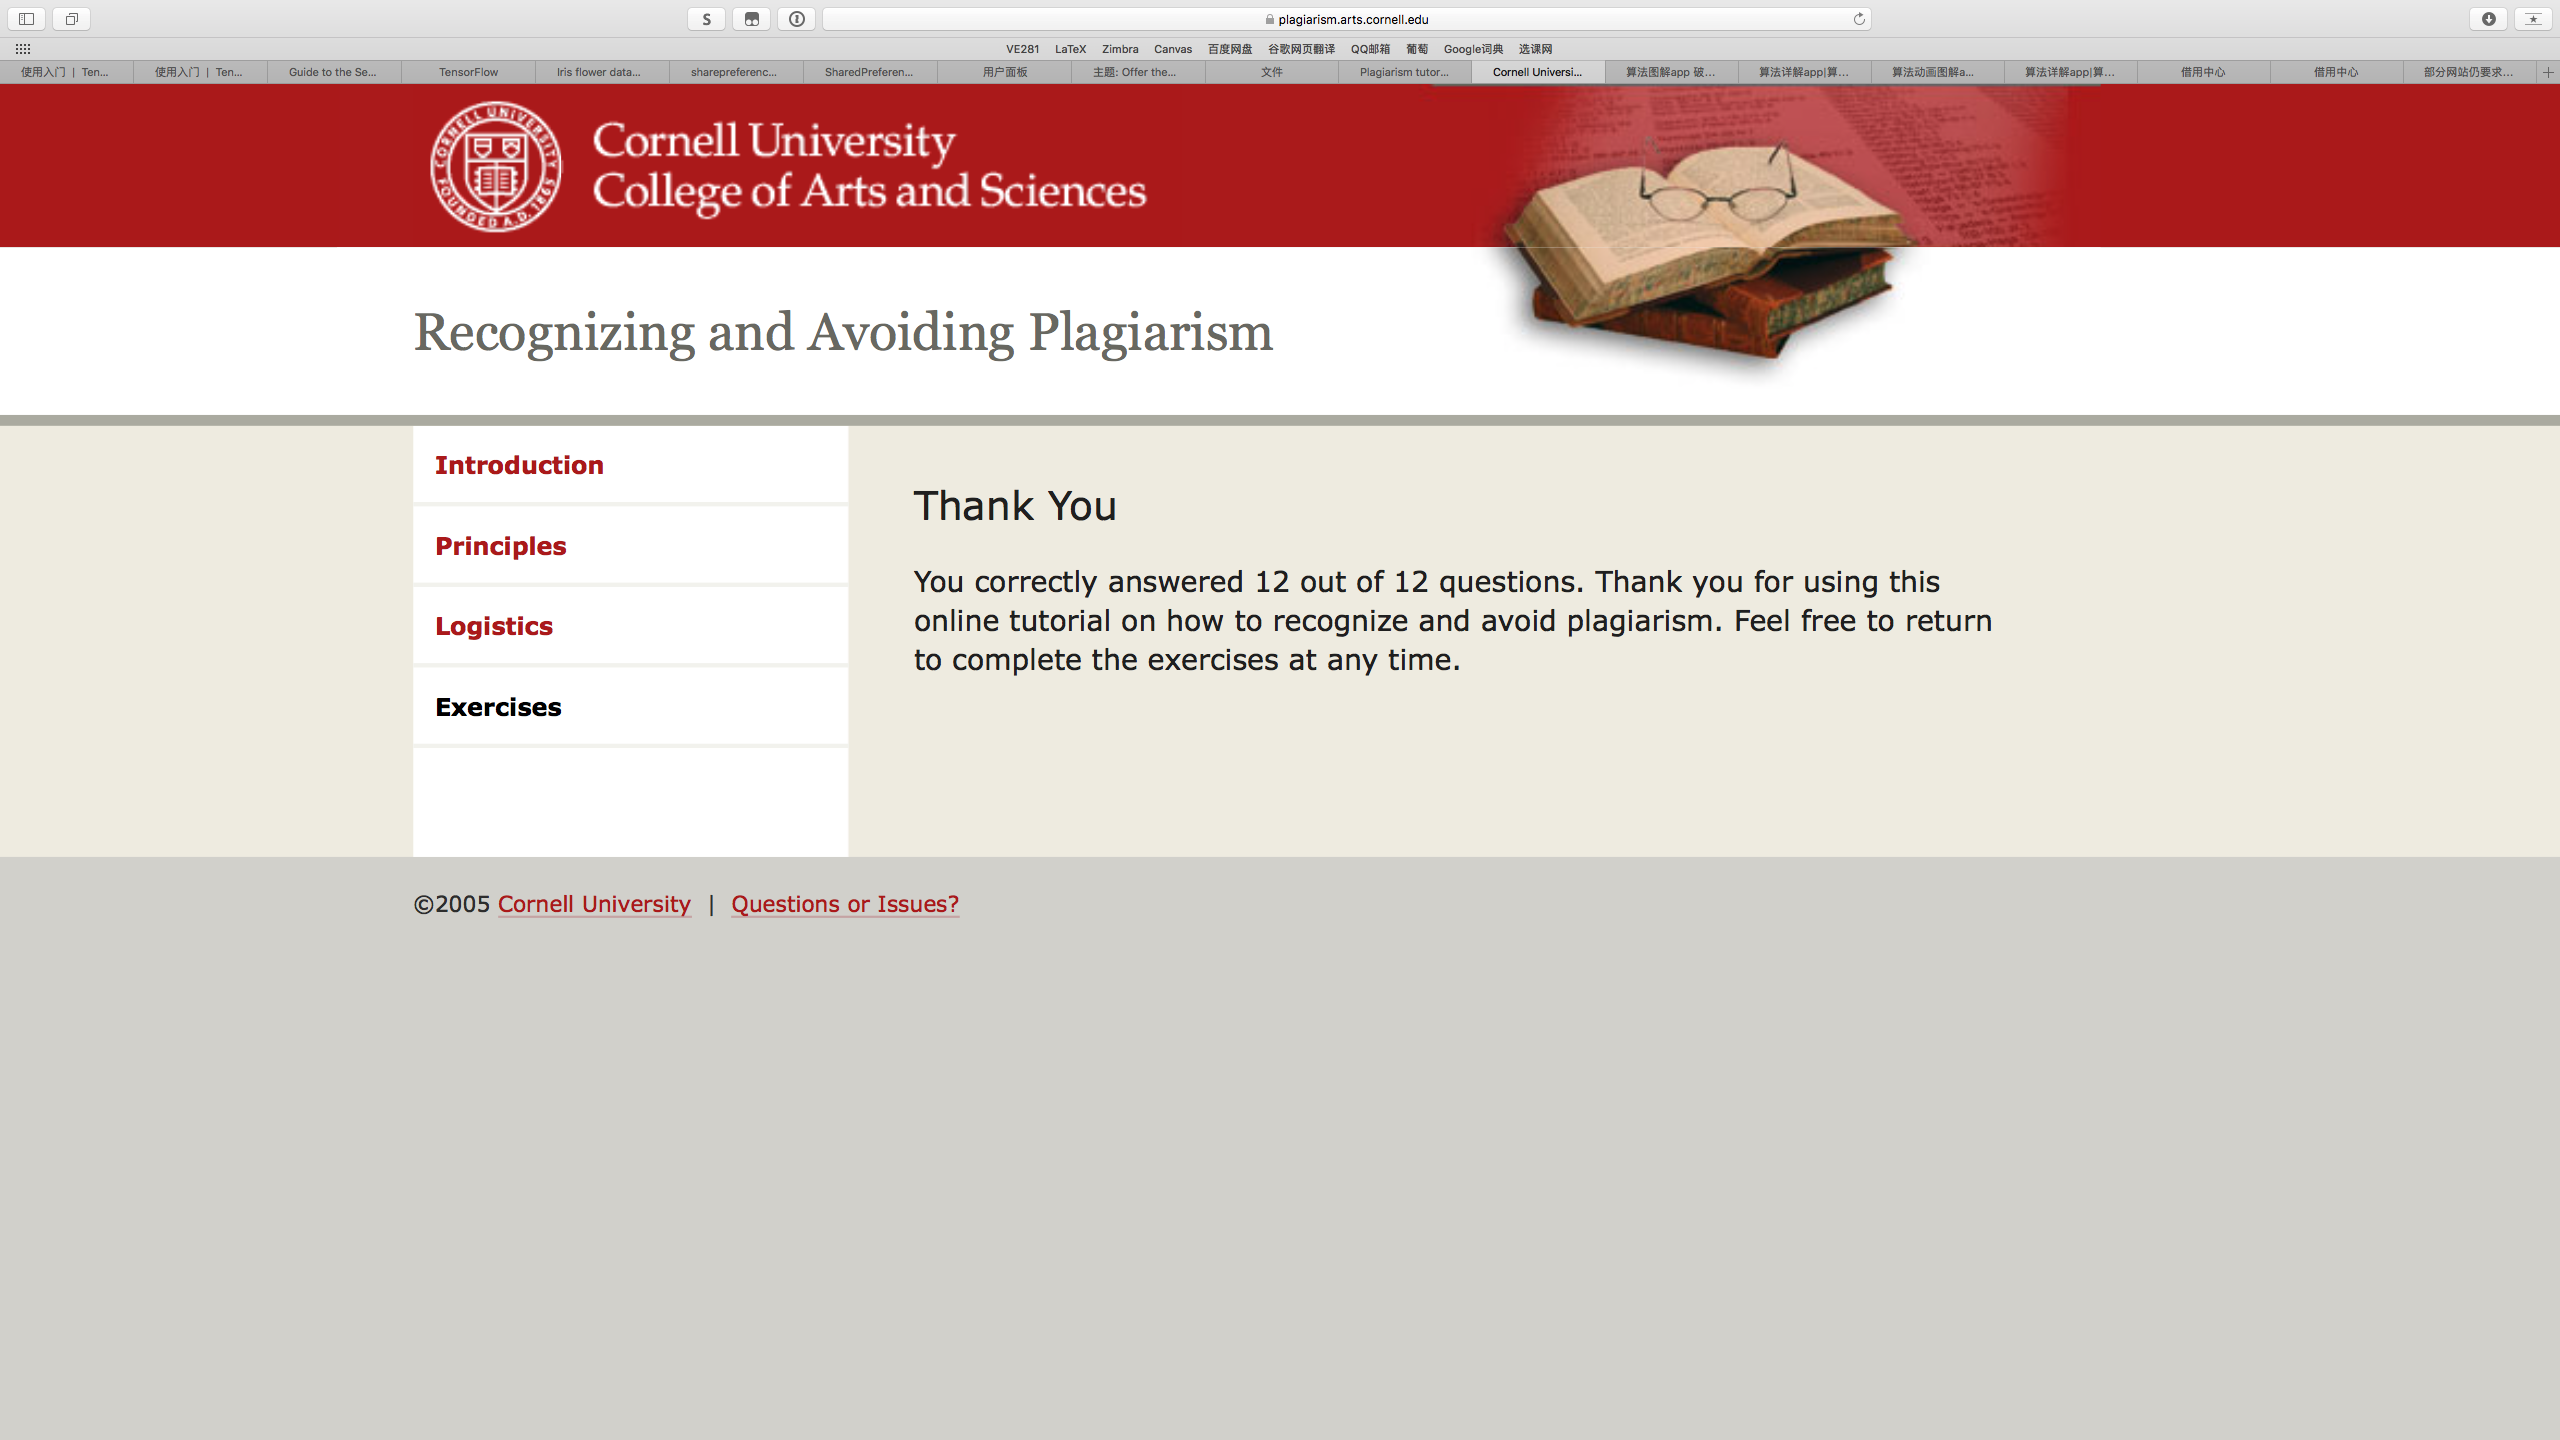 S
plagiarism.arts.cornell.edu
VE281 LaTeX Zimbra Canvas 百度网盘 谷歌网页翻译 QQ邮箱 葡萄 Google词典 选课网
使用入门 | Ten... 使用入门 | Ten... Guide to the Se... TensorFlow Iris flower data... sharepreferenc... SharedPreferen... 用户面板 主题: Offer the... 文件 Plagiarism tutor... Cornell Universi... 算法图解app 破... 算法详解app|算... 算法动画图解a... 算法详解app|算... 借用中心 借用中心 部分网站仍要求...
CORNELL UNIVERSITY
FOUNDED A.D. 1865
Cornell University
College of Arts and Sciences
Recognizing and Avoiding Plagiarism
Introduction
Principles
Logistics
Exercises
Thank You
You correctly answered 12 out of 12 questions. Thank you for using this
online tutorial on how to recognize and avoid plagiarism. Feel free to return
to complete the exercises at any time.
©2005 Cornell University | Questions or Issues?